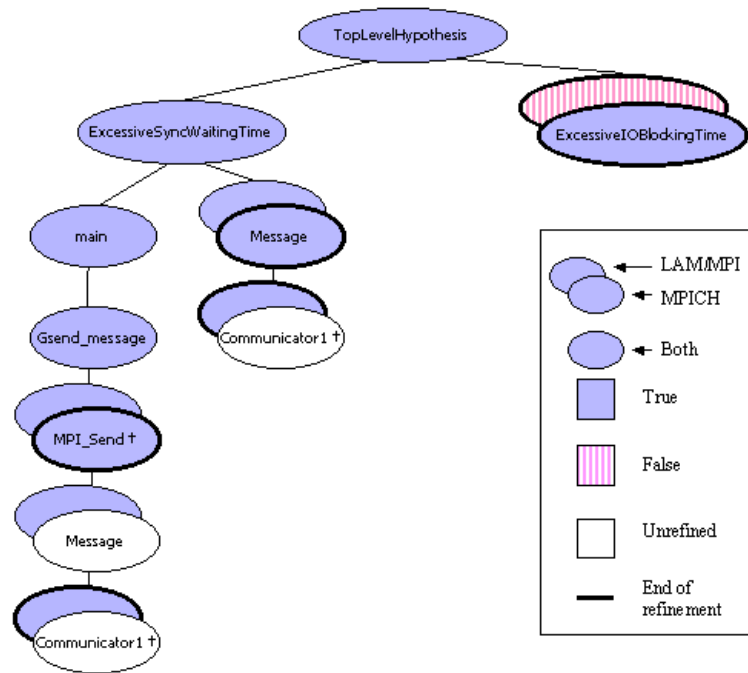 TopLevelHypothesis
ExcessiveSyncWaitingTime
ExcessiveIOBlockingTime
main
Message
Communicator1 †
Gsend_message
MPI_Send †
Message
Communicator1 †
LAM/MPI
MPICH
Both
True
False
Unrefined
End of
refinement